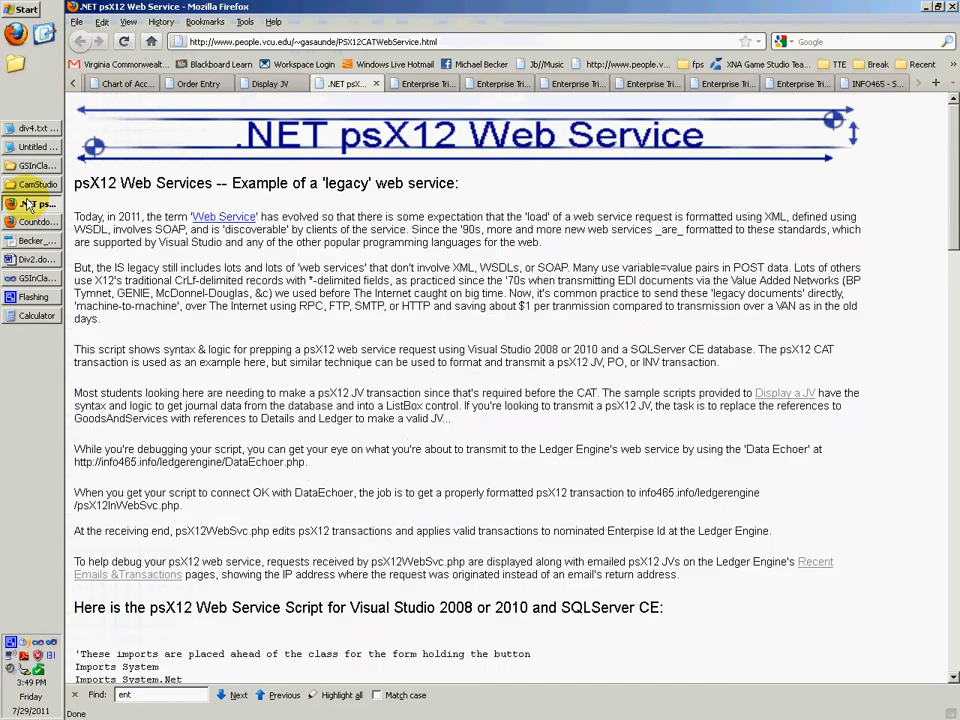 Start
.NET psX12 Web Service - Mozilla Firefox
File Edit View History Bookmarks Tools Help
http://www.people.vcu.edu/~gasaunde/PSX12CATWebService.html
Google
Virginia Commonwealth... Blue Learn Workspace Login Windows Live Hotmail Michael Becker Jb//Music http://www.people.v... fps XNA Game Studio Tea... TTE Break Recent
Chart of Acc... Order Entry Display JV .NET psX... Enterprise Tri... Enterprise Tri... Enterprise Tri... Enterprise Tri... Enterprise Tri... Enterprise Tri... INFO465 - S...
div4.txt ...
Untitled ...
GSInCla...
CamStudio
.NET ps...
Countdo...
Becker_...
Div2.do...
GSInCla...
Flashing
Calculator
.NET psX12 Web Service
psX12 Web Services -- Example of a 'legacy' web service:
Today, in 2011, the term 'Web Service' has evolved so that there is some expectation that the 'load' of a web service request is formatted using XML, defined using
WSDL, involves SOAP, and is 'discoverable' by clients of the service. Since the '90s, more and more new web services _are_ formatted to these standards, which
are supported by Visual Studio and any of the other popular programming languages for the web.
But, the IS legacy still includes lots and lots of 'web services' that don't involve XML, WSDLs, or SOAP. Many use variable=value pairs in POST data. Lots of others
use X12's traditional CrLf-delimited records with *-delimited fields, as practiced since the '70s when transmitting EDI documents via the Value Added Networks (BP
Tymnet, GENIE, McDonnel-Douglas, &c) we used before The Internet caught on big time. Now, it's common practice to send these 'legacy documents' directly,
'machine-to-machine', over The Internet using RPC, FTP, SMTP, or HTTP and saving about $1 per tranmission compared to transmission over a VAN as in the old
days.
This script shows syntax & logic for prepping a psX12 web service request using Visual Studio 2008 or 2010 and a SQLServer CE database. The psX12 CAT
transaction is used as an example here, but similar technique can be used to format and transmit a psX12 JV, PO, or INV transaction.
Most students looking here are needing to make a psX12 JV transaction since that's required before the CAT. The sample scripts provided to Display a JV have the
syntax and logic to get journal data from the database and into a ListBox control. If you're looking to transmit a psX12 JV, the task is to replace the references to
GoodsAndServices with references to Details and Ledger to make a valid JV...
While you're debugging your script, you can get your eye on what you're about to transmit to the Ledger Engine's web service by using the 'Data Echoer' at
http://info465.info/ledgerengine/DataEchoer.php.
When you get your script to connect OK with DataEchoer, the job is to get a properly formatted psX12 transaction to info465.info/ledgerengine
/psX12InWebSvc.php.
At the receiving end, psX12WebSvc.php edits psX12 transactions and applies valid transactions to nominated Enterpise Id at the Ledger Engine.
To help debug your psX12 web service, requests received by psX12WebSvc.php are displayed along with emailed psX12 JVs on the Ledger Engine's Recent
Emails &Transactions pages, showing the IP address where the request was originated instead of an email's return address.
Here is the psX12 Web Service Script for Visual Studio 2008 or 2010 and SQLServer CE:
'These imports are placed ahead of the class for the form holding the button
Imports System
Imports System.Net
3:49 PM
Friday
7/29/2011
Find: ent Next Previous Highlight all Match case
Done